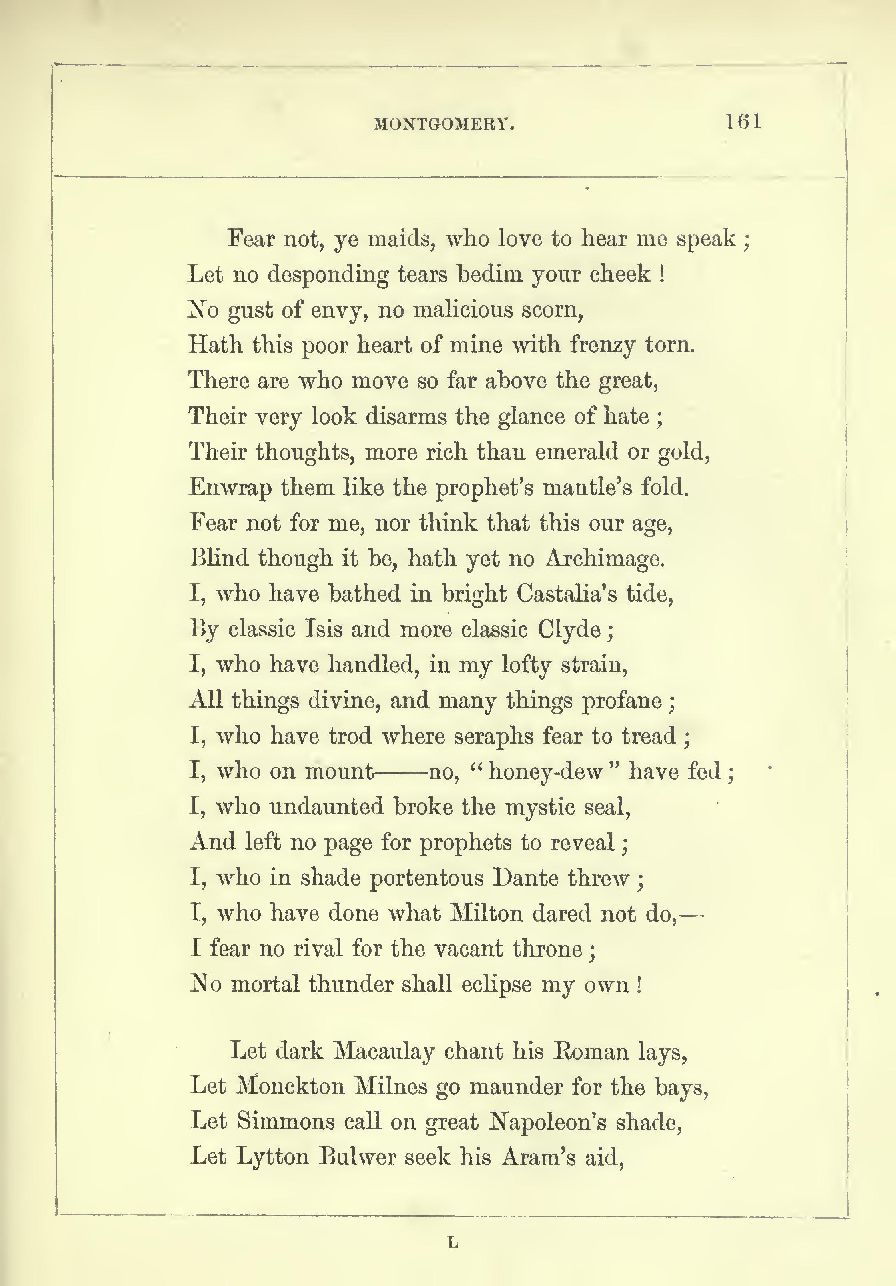 MONTGOMERY. 161
Fear not, ye maids, who love to hear me speak ;
Let no desponding tears bedim your cheek !
No gust of envy, no malicious scorn,
Hath this poor heart of mine with frenzy torn.
There are who move so far above the great,
Their very look disarms the glance of hate ;
Their thoughts, more rich than emerald or gold,
Enwrap them like the prophet's mantle's fold.
Fear not for me, nor think that this our age,
Blind though it be, hath yet no Archimage.
I, who have bathed in bright Castalia's tide,
By classic Isis and more classic Clyde ;
I, who have handled, in my lofty strain,
All things divine, and many things profane ;
I, who have trod where seraphs fear to tread ;
I, who on mount——no, “ honey-dew ” have fed ;
I, who undaunted broke the mystic seal,
And left no page for prophets to reveal ;
I, who in shade portentous Dante threw ;
I, who have done what Milton dared not do,—
I fear no rival for the vacant throne ;
No mortal thunder shall eclipse my own !
Let dark Macaulay chant his Roman lays,
Let Monckton Milnes go maunder for the bays,
Let Simmons call on great Napoleon's shade,
Let Lytton Bulwer seek his Aram's aid,
L